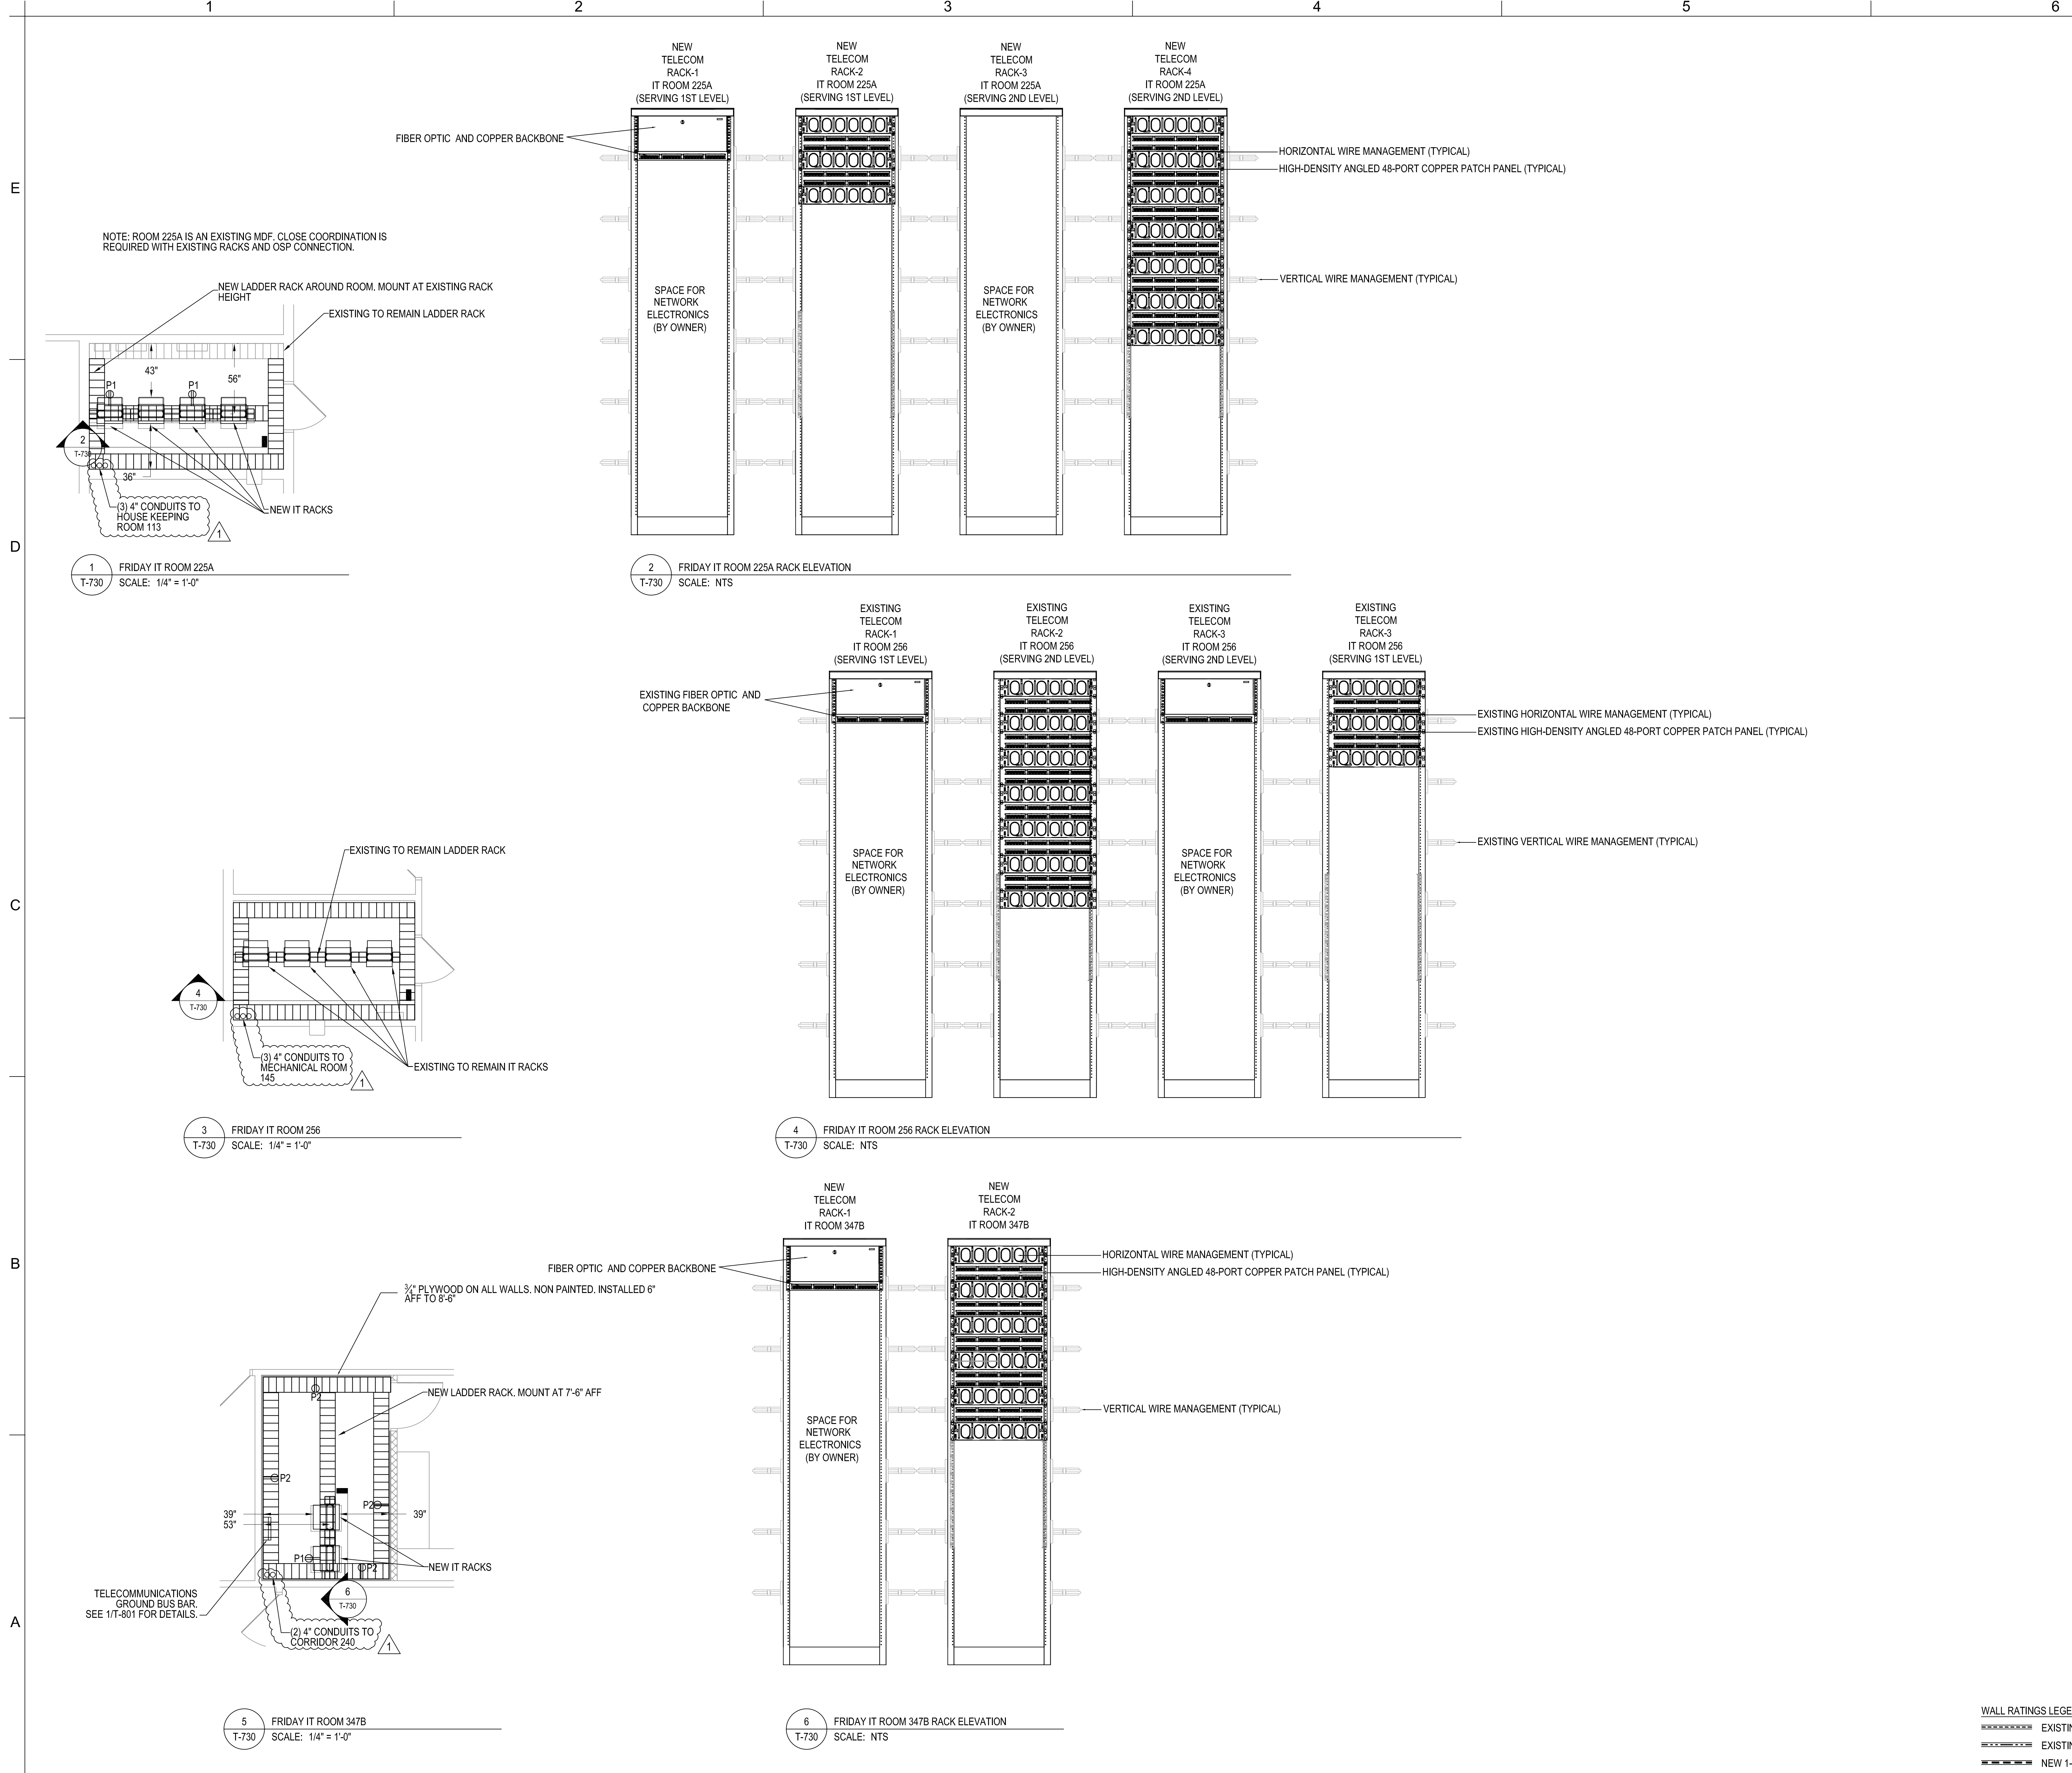 1
2
3
4
5
6
E
D
C
B
A
NEW
TELECOM
RACK-1
IT ROOM 225A
(SERVING 1ST LEVEL)
NEW
TELECOM
RACK-2
IT ROOM 225A
(SERVING 1ST LEVEL)
NEW
TELECOM
RACK-3
IT ROOM 225A
(SERVING 2ND LEVEL)
NEW
TELECOM
RACK-4
IT ROOM 225A
(SERVING 2ND LEVEL)
FIBER OPTIC AND COPPER BACKBONE
HORIZONTAL WIRE MANAGEMENT (TYPICAL)
HIGH-DENSITY ANGLED 48-PORT COPPER PATCH PANEL (TYPICAL)
VERTICAL WIRE MANAGEMENT (TYPICAL)
SPACE FOR
NETWORK
ELECTRONICS
(BY OWNER)
SPACE FOR
NETWORK
ELECTRONICS
(BY OWNER)
NOTE: ROOM 225A IS AN EXISTING MDF. CLOSE COORDINATION IS
REQUIRED WITH EXISTING RACKS AND OSP CONNECTION.
NEW LADDER RACK AROUND ROOM. MOUNT AT EXISTING RACK
HEIGHT
EXISTING TO REMAIN LADDER RACK
43"
56"
P1
P1
2
T-730
36"
(3) 4" CONDUITS TO
HOUSE KEEPING
ROOM 113
1
NEW IT RACKS
1
T-730
FRIDAY IT ROOM 225A
SCALE: 1/4" = 1'-0"
2
T-730
FRIDAY IT ROOM 225A RACK ELEVATION
SCALE: NTS
EXISTING
TELECOM
RACK-1
IT ROOM 256
(SERVING 1ST LEVEL)
EXISTING
TELECOM
RACK-2
IT ROOM 256
(SERVING 2ND LEVEL)
EXISTING
TELECOM
RACK-3
IT ROOM 256
(SERVING 2ND LEVEL)
EXISTING
TELECOM
RACK-3
IT ROOM 256
(SERVING 1ST LEVEL)
EXISTING FIBER OPTIC AND
COPPER BACKBONE
EXISTING HORIZONTAL WIRE MANAGEMENT (TYPICAL)
EXISTING HIGH-DENSITY ANGLED 48-PORT COPPER PATCH PANEL (TYPICAL)
EXISTING VERTICAL WIRE MANAGEMENT (TYPICAL)
SPACE FOR
NETWORK
ELECTRONICS
(BY OWNER)
SPACE FOR
NETWORK
ELECTRONICS
(BY OWNER)
EXISTING TO REMAIN LADDER RACK
4
T-730
(3) 4" CONDUITS TO
MECHANICAL ROOM
145
1
EXISTING TO REMAIN IT RACKS
3
T-730
FRIDAY IT ROOM 256
SCALE: 1/4" = 1'-0"
4
T-730
FRIDAY IT ROOM 256 RACK ELEVATION
SCALE: NTS
NEW
TELECOM
RACK-1
IT ROOM 347B
NEW
TELECOM
RACK-2
IT ROOM 347B
FIBER OPTIC AND COPPER BACKBONE
HORIZONTAL WIRE MANAGEMENT (TYPICAL)
HIGH-DENSITY ANGLED 48-PORT COPPER PATCH PANEL (TYPICAL)
VERTICAL WIRE MANAGEMENT (TYPICAL)
SPACE FOR
NETWORK
ELECTRONICS
(BY OWNER)
¾" PLYWOOD ON ALL WALLS. NON PAINTED. INSTALLED 6"
AFF TO 8'-6"
NEW LADDER RACK. MOUNT AT 7'-6" AFF
P2
P2
P2
39"
53"
39"
P1
P2
NEW IT RACKS
TELECOMMUNICATIONS
GROUND BUS BAR.
SEE 1/T-801 FOR DETAILS.
6
T-730
(2) 4" CONDUITS TO
CORRIDOR 240
1
5
T-730
FRIDAY IT ROOM 347B
SCALE: 1/4" = 1'-0"
6
T-730
FRIDAY IT ROOM 347B RACK ELEVATION
SCALE: NTS
WALL RATINGS LEGE
EXISTIN
EXISTIN
NEW 1-